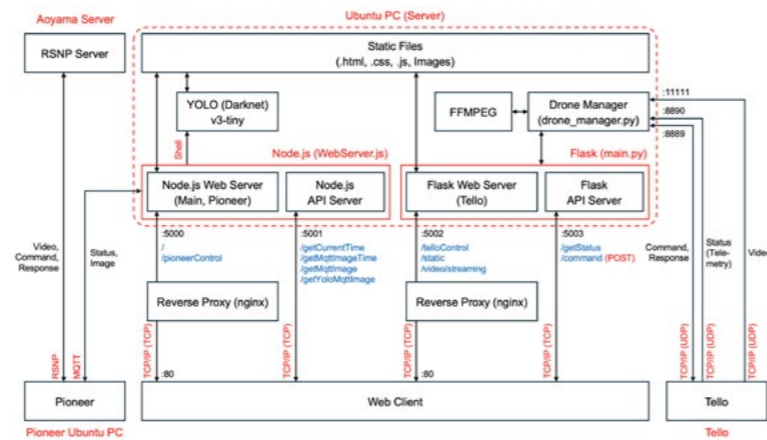 Ubuntu PC (Server)
Aoyama Server
RSNP Server
Static Files
(.html, .css, .js, Images)
YOLO (Darknet)
v3-tiny
FFMPEG
Drone Manager
(drone_manager.py)
:11111
:8890
:8889
Shell
Node.js (WebServer.js)
Flask (main.py)
Node.js Web Server
(Main, Pioneer)
Node.js
API Server
Flask Web Server
(Tello)
Flask
API Server
Video,
Command,
Response
Status,
Image
:5000
/
/pioneerControl
:5001
/getCurrentTime
/getMqttImageTime
/getMqttImage
/getYoloMqttImage
:5002
/telloControl
/static
/video/streaming
:5003
/getStatus
/command (POST)
Command,
Response
Status
(Tele-
metry)
Video
Reverse Proxy (nginx)
Reverse Proxy (nginx)
RSNP
MQTT
TCP/IP (TCP)
:80
TCP/IP (TCP)
TCP/IP (TCP)
:80
TCP/IP (TCP)
TCP/IP (UDP)
TCP/IP (UDP)
TCP/IP (UDP)
Pioneer
Web Client
Tello
Pioneer Ubuntu PC
Tello